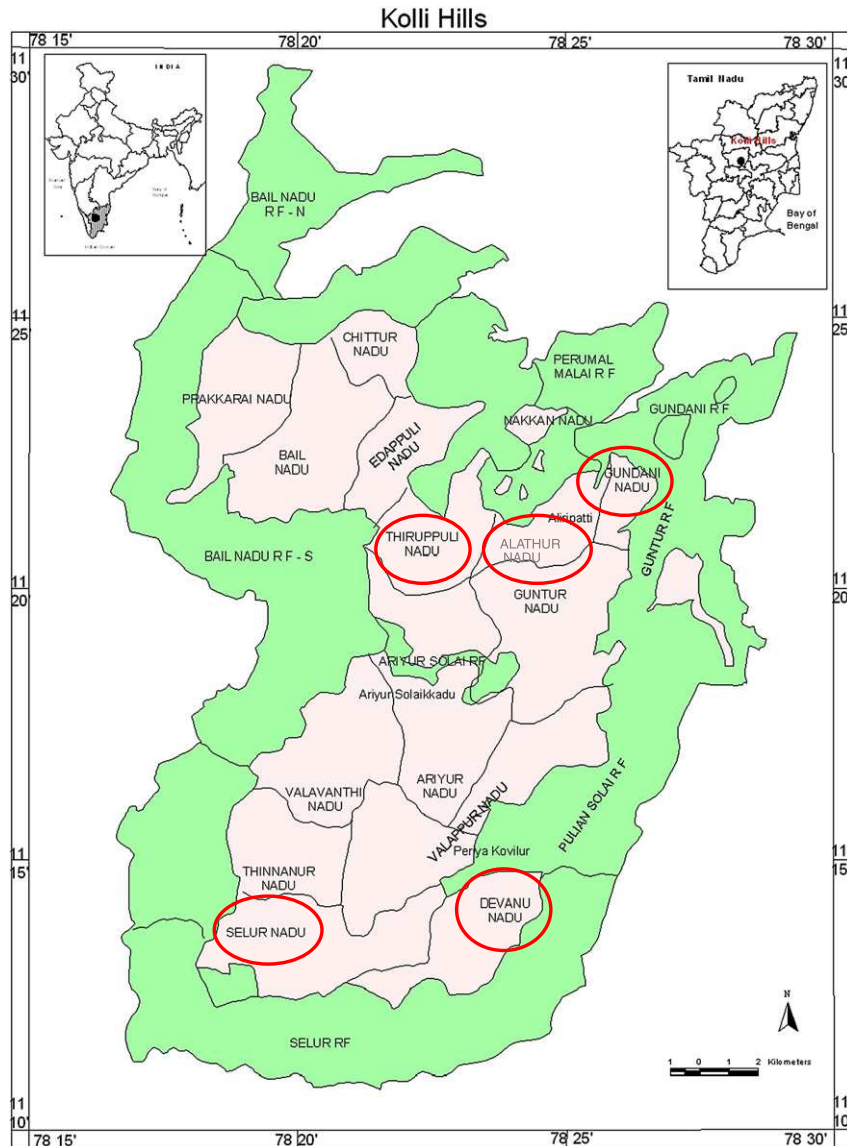 Kolli Hills
78 15'
78 20'
78 25'
78 30'
11
30'
11
30'
INDIA
Tamil Nadu
Kolli Hills
Bay of
Bengal
BAIL NADU
RF - N
11
25'
11
25'
CHITTUR
NADU
PERUMAL
MALAI R F
PRAKKARAI NADU
NAKKAN NADU
GUNDANI R F
BAIL
NADU
EDAPPULI
NADU
GUNDANI
NADU
Aliripatti
THIRUPPULI
NADU
ALATHUR
NADU
GUNTUR R F
BAIL NADU R F - S
11
20'
11
20'
GUNTUR
NADU
ARIYUR SOLAI RF
Ariyur Solaikkadu
VALAVANTHI
NADU
ARIYUR
NADU
VALAPPUR NADU
PULIAN SOLAI R F
Periya Kovilur
11
15'
11
15'
THINNANUR
NADU
DEVANU
NADU
SELUR NADU
N
SELUR RF
1 0 1 2 Kilometers
11
10'
11
10'
78 15'
78 20'
78 25'
78 30'